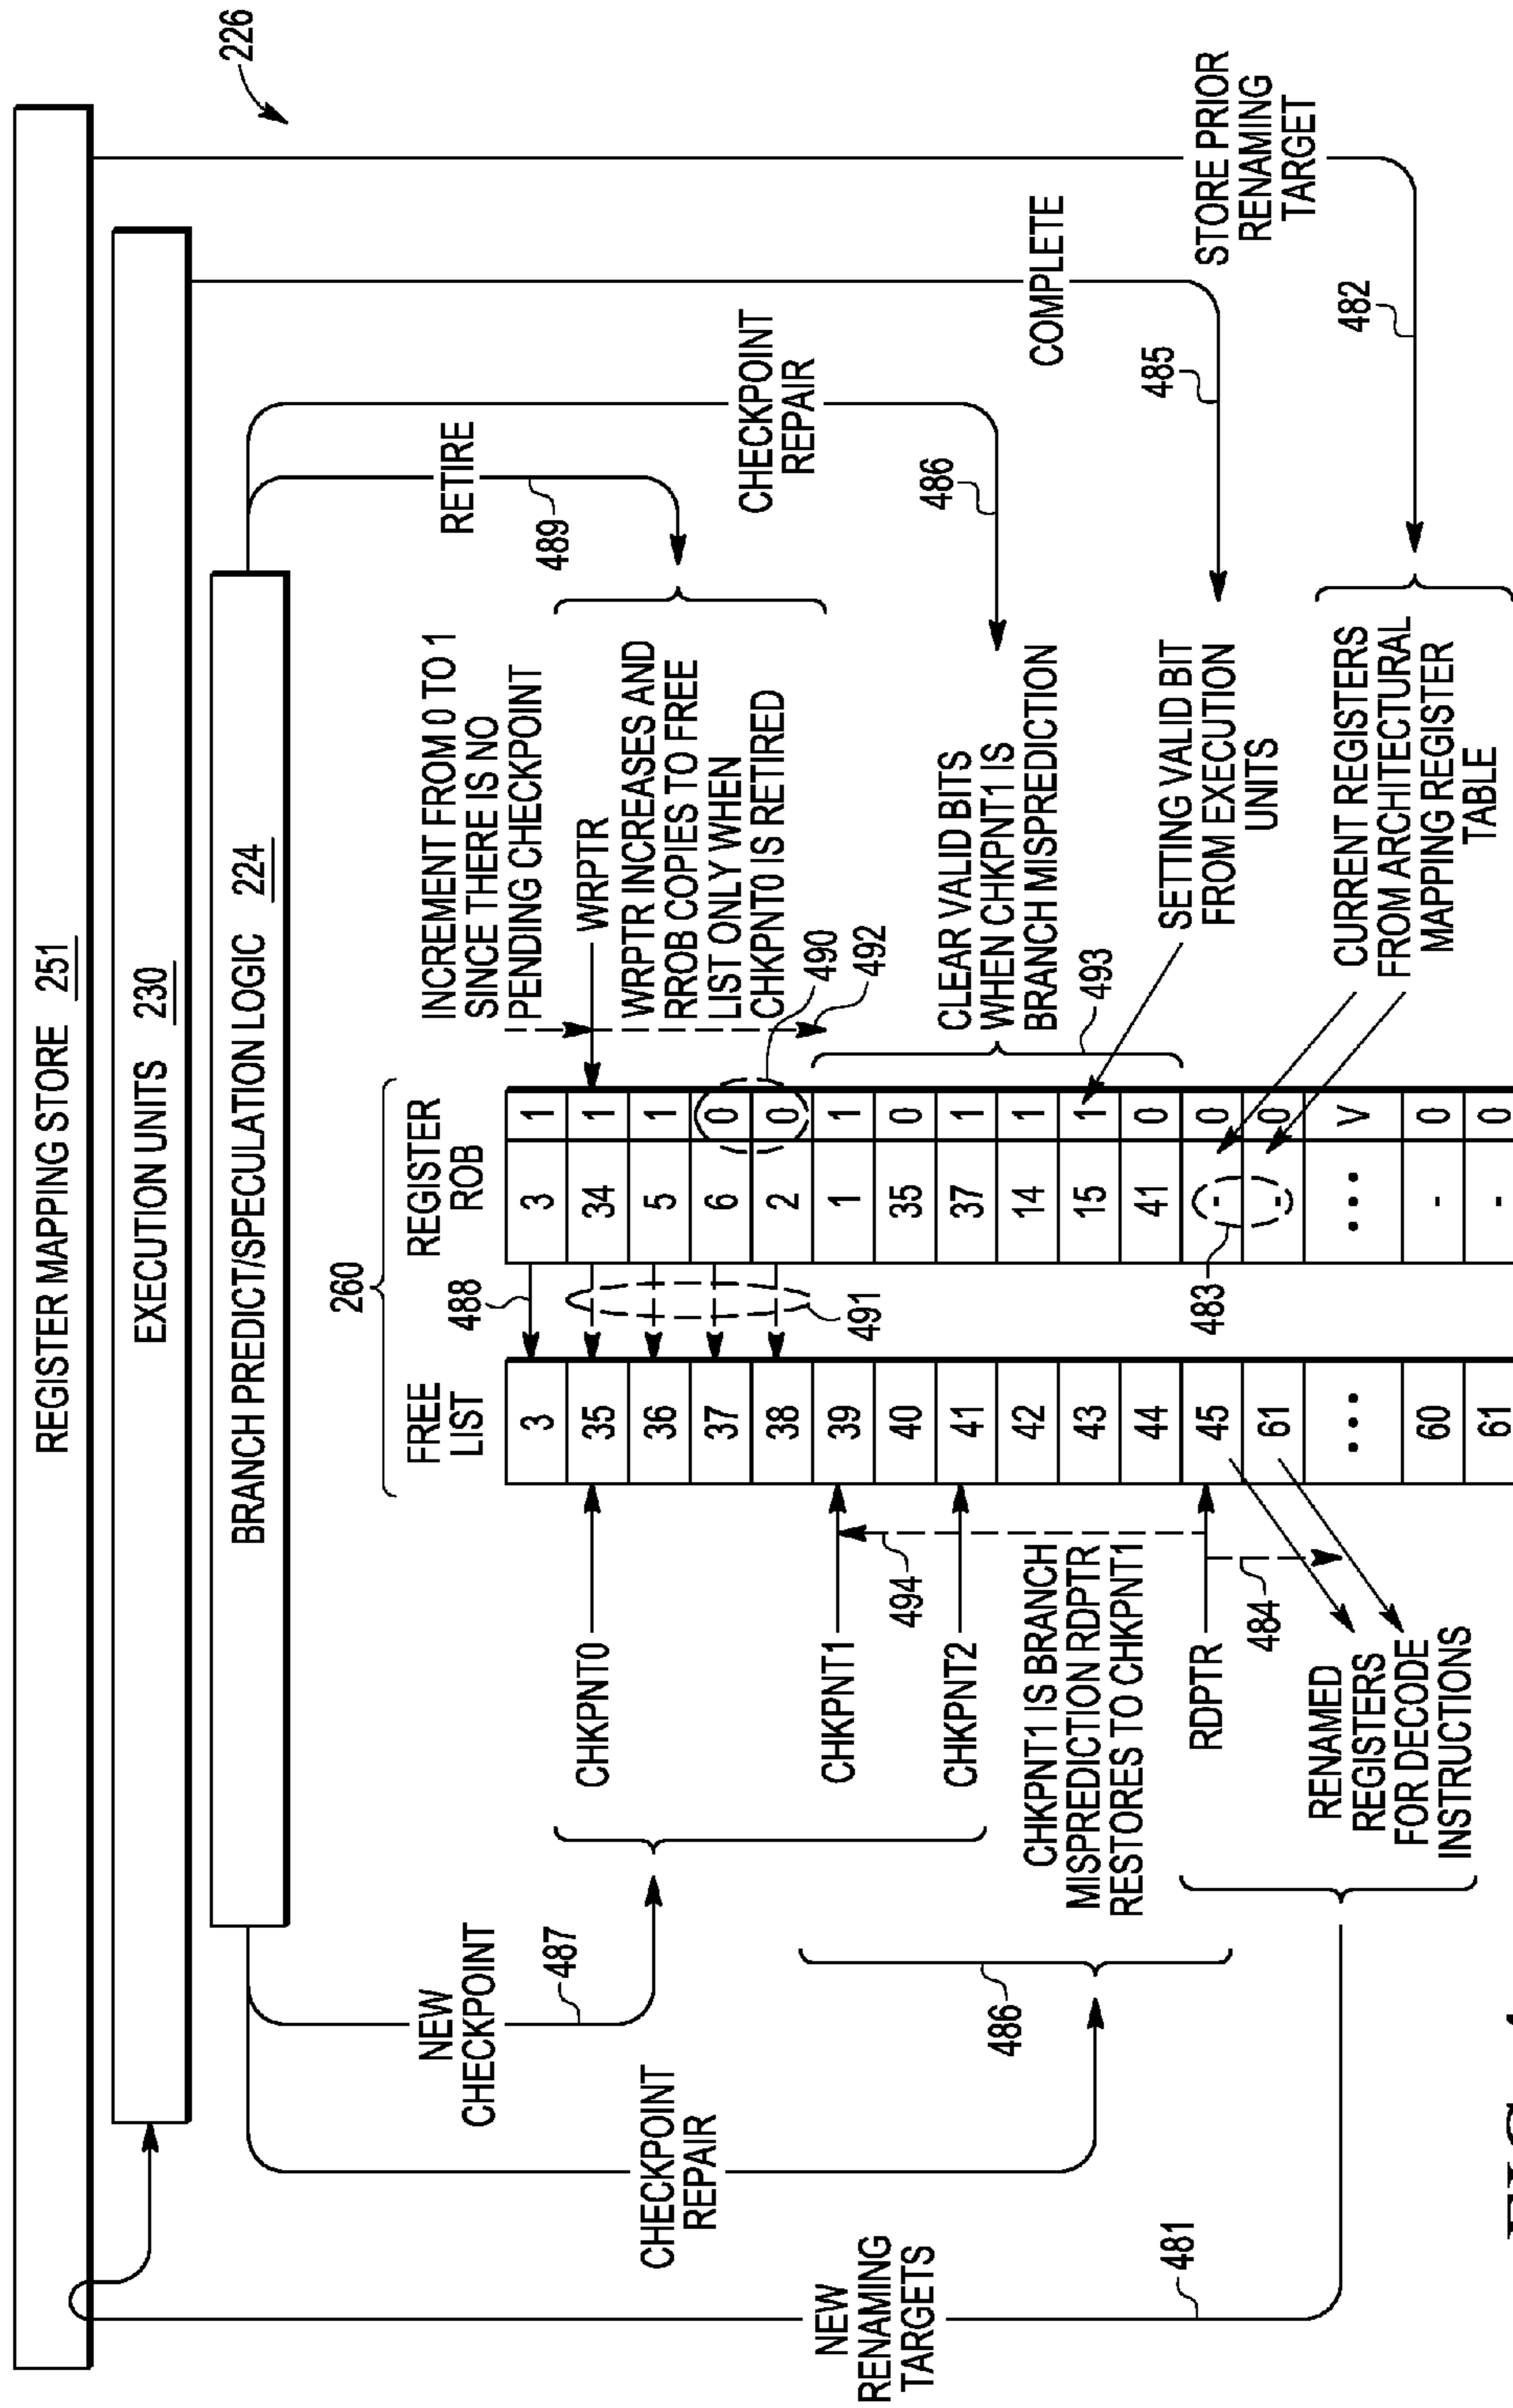 REGISTER MAPPING STORE 251
226
EXECUTION UNITS 230
BRANCH PREDICT/SPECULATION LOGIC 224
260
FREE
LIST
REGISTER
ROB
488
3 3 1
35 34 1
36 5 1
37 6 0
38 2 0
39 1 1
40 35 0
41 37 1
42 14 1
43 15 1
44 41 0
45 - 0
61 - 0
... ... V
60 - 0
61 - 0
491
483
NEW
CHECKPOINT
487
CHECKPOINT
REPAIR
486
NEW
RENAMING
TARGETS
481
CHKPNT0
CHKPNT1
CHKPNT2
494
CHKPNT1 IS BRANCH
MISPREDICTION RDPTR
RESTORES TO CHKPNT1
RDPTR
484
RENAMED
REGISTERS
FOR DECODE
INSTRUCTIONS
INCREMENT FROM 0 TO 1
SINCE THERE IS NO
PENDING CHECKPOINT
WRPTR
WRPTR INCREASES AND
RROB COPIES TO FREE
LIST ONLY WHEN
CHKPNT0 IS RETIRED
490
492
CLEAR VALID BITS
WHEN CHKPNT1 IS
BRANCH MISPREDICTION
493
SETTING VALID BIT
FROM EXECUTION
UNITS
CURRENT REGISTERS
FROM ARCHITECTURAL
MAPPING REGISTER
TABLE
RETIRE
489
CHECKPOINT
REPAIR
486
COMPLETE
485
STORE PRIOR
RENAMING
TARGET
482